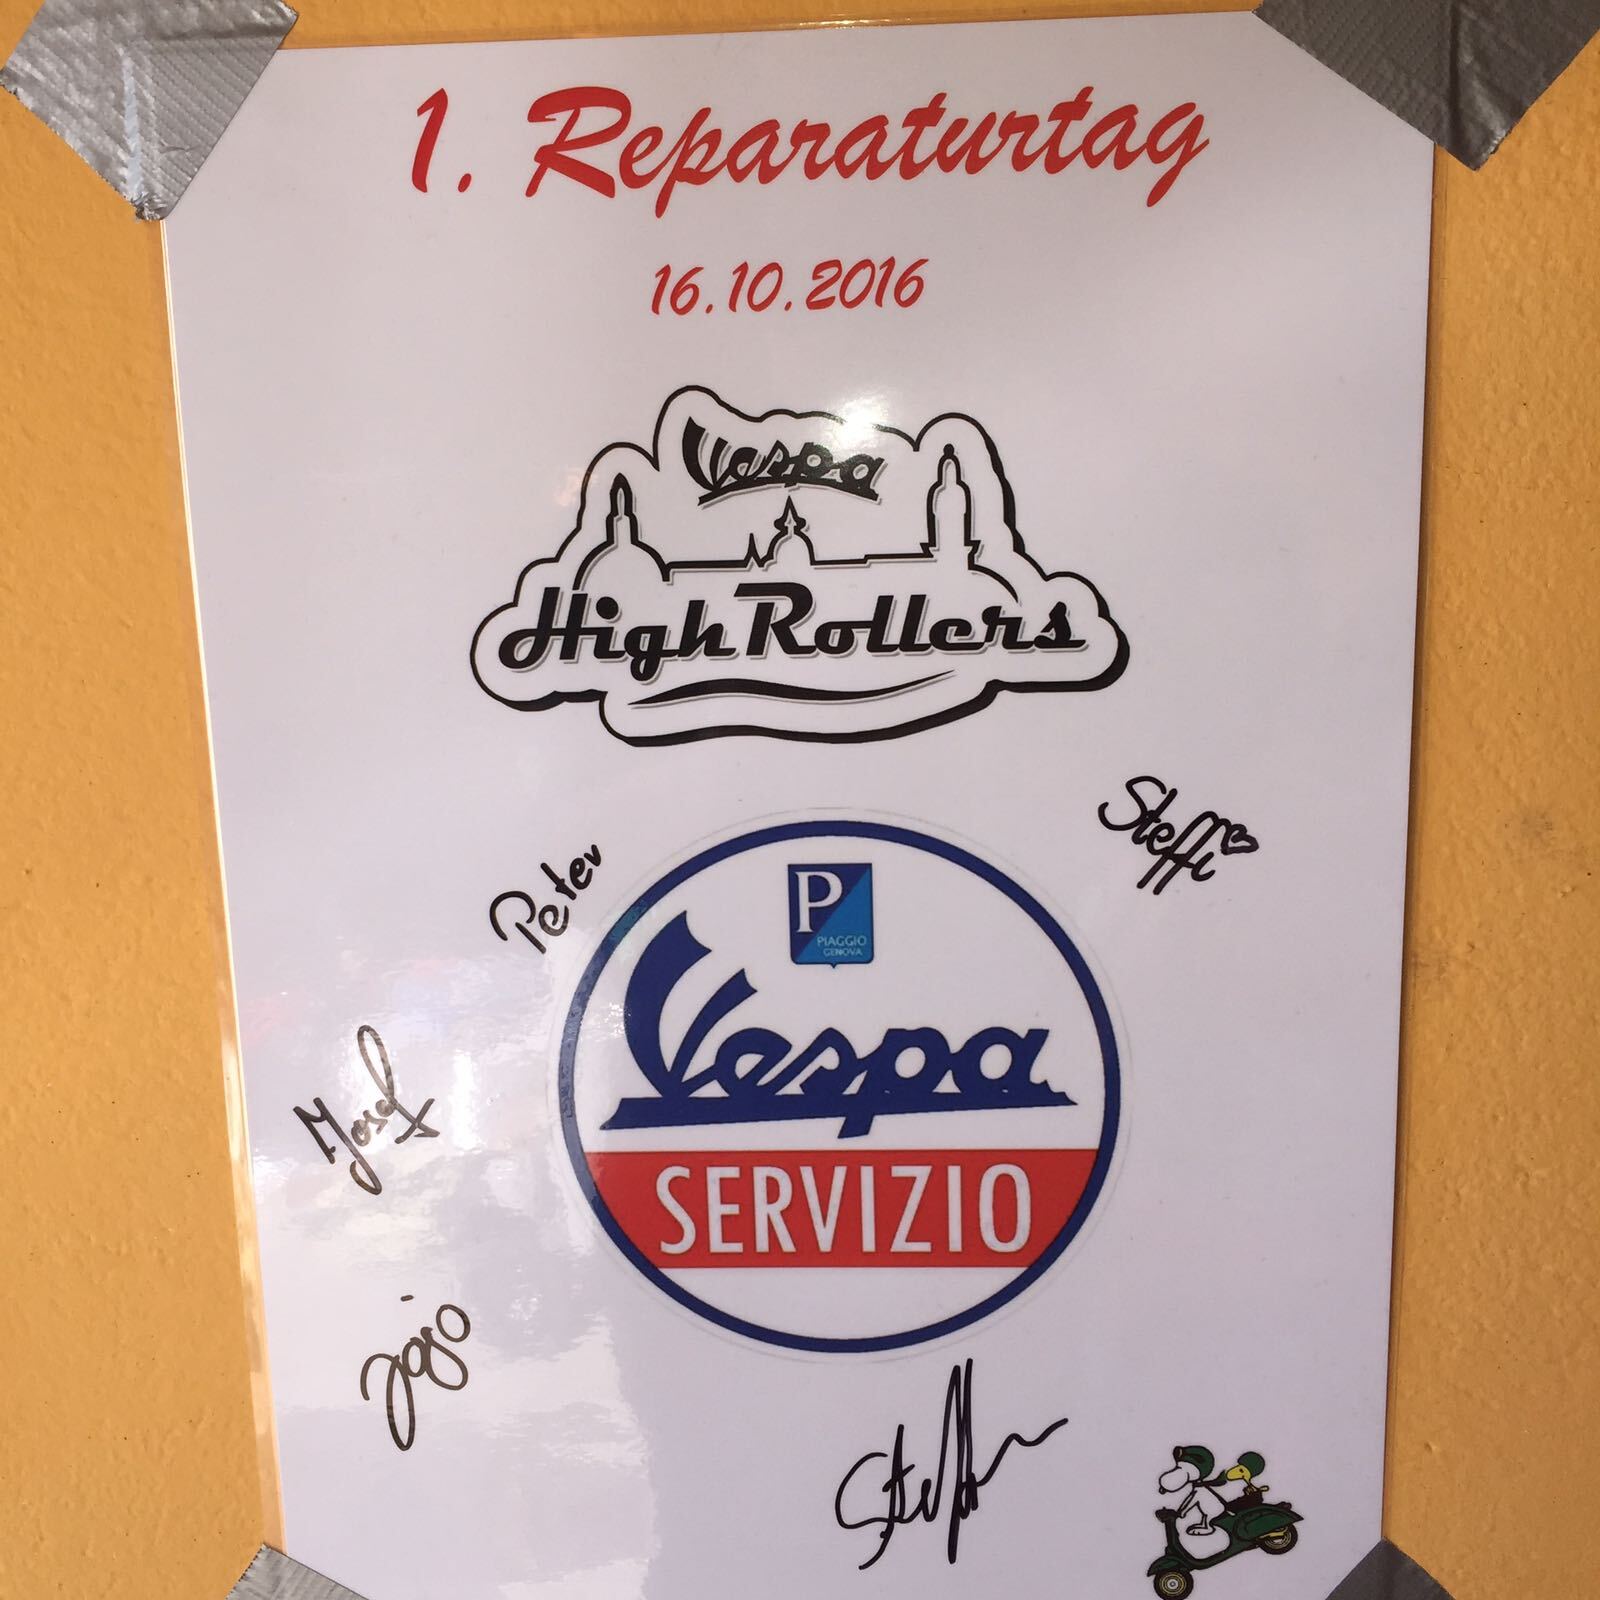 1. Reparaturtag
16.10.2016
Vespa
High Rollers
Steffi
Peter
P
PIAGGIO
GENOVA
Vespa
Josef
SERVIZIO
Jojo